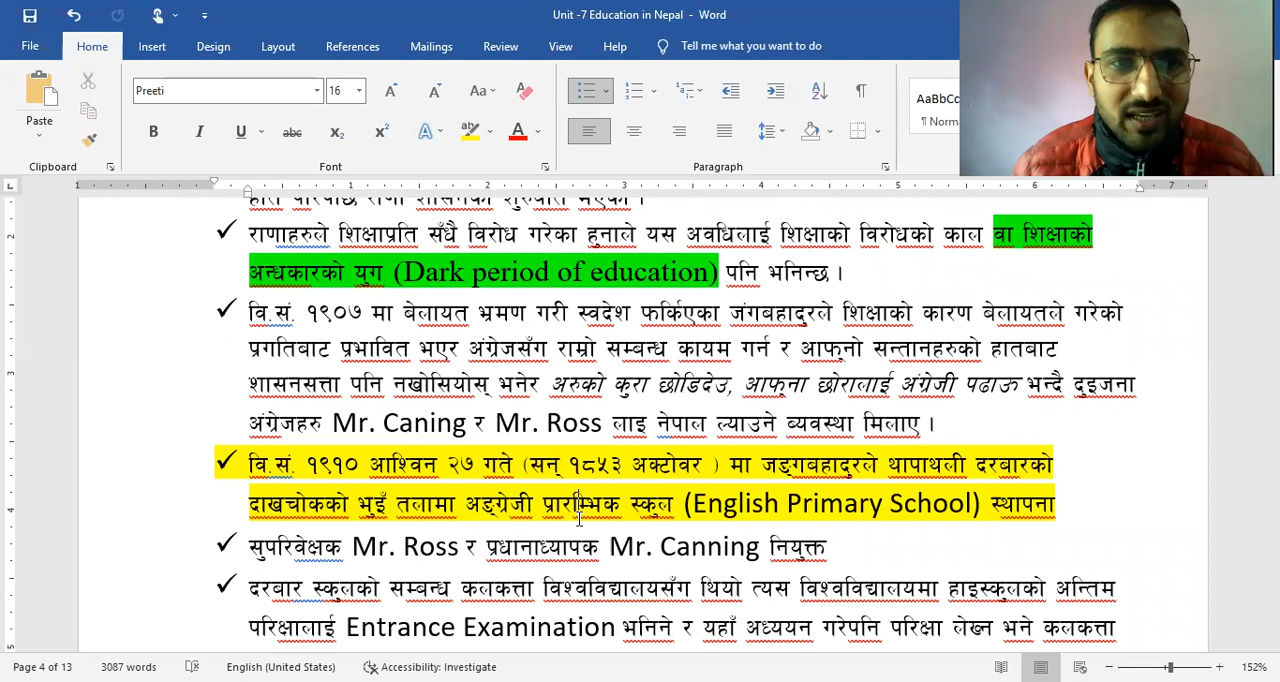 Unit -7 Education in Nepal - Word
File Home Insert Design Layout References Mailings Review View Help Tell me what you want to do
Preeti 16 Aa AaBbCc
Paste ¶ Norma
Clipboard Font Paragraph
राणाहरुले शिक्षाप्रति सँधै विरोध गरेका हुनाले यस अवधिलाई शिक्षाको विरोधको काल वा शिक्षाको
अन्धकारको युग (Dark period of education) पनि भनिन्छ ।
वि.सं. १९०७ मा बेलायत भ्रमण गरी स्वदेश फर्किएका जंगबहादुरले शिक्षाको कारण बेलायतले गरेको
प्रगतिबाट प्रभावित भएर अंग्रेजसँग राम्रो सम्बन्ध कायम गर्न र आफ्नो सन्तानहरुको हातबाट
शासनसत्ता पनि नखोसियोस् भनेर अरुको कुरा छोडिदेउ, आफ्ना छोरालाई अंग्रेजी पढाऊ भन्दै दुइजना
अंग्रेजहरु Mr. Caning र Mr. Ross लाइ नेपाल ल्याउने ब्यवस्था मिलाए ।
वि.सं. १९१० आश्विन २७ गते (सन् १८५३ अक्टोवर ) मा जङ्गबहादुरले थापाथली दरबारको
दाखचोकको भुइँ तलामा अङ्ग्रेजी प्रारम्भिक स्कुल (English Primary School) स्थापना
सुपरिवेक्षक Mr. Ross र प्रधानाध्यापक Mr. Canning नियुक्त
दरबार स्कुलको सम्बन्ध कलकत्ता विश्वविद्यालयसँग थियो त्यस विश्वविद्यालयमा हाइस्कुलको अन्तिम
परिक्षालाई Entrance Examination भनिने र यहाँ अध्ययन गरेपनि परिक्षा लेख्न भने कलकत्ता
Page 4 of 13 3087 words English (United States) Accessibility: Investigate 152%